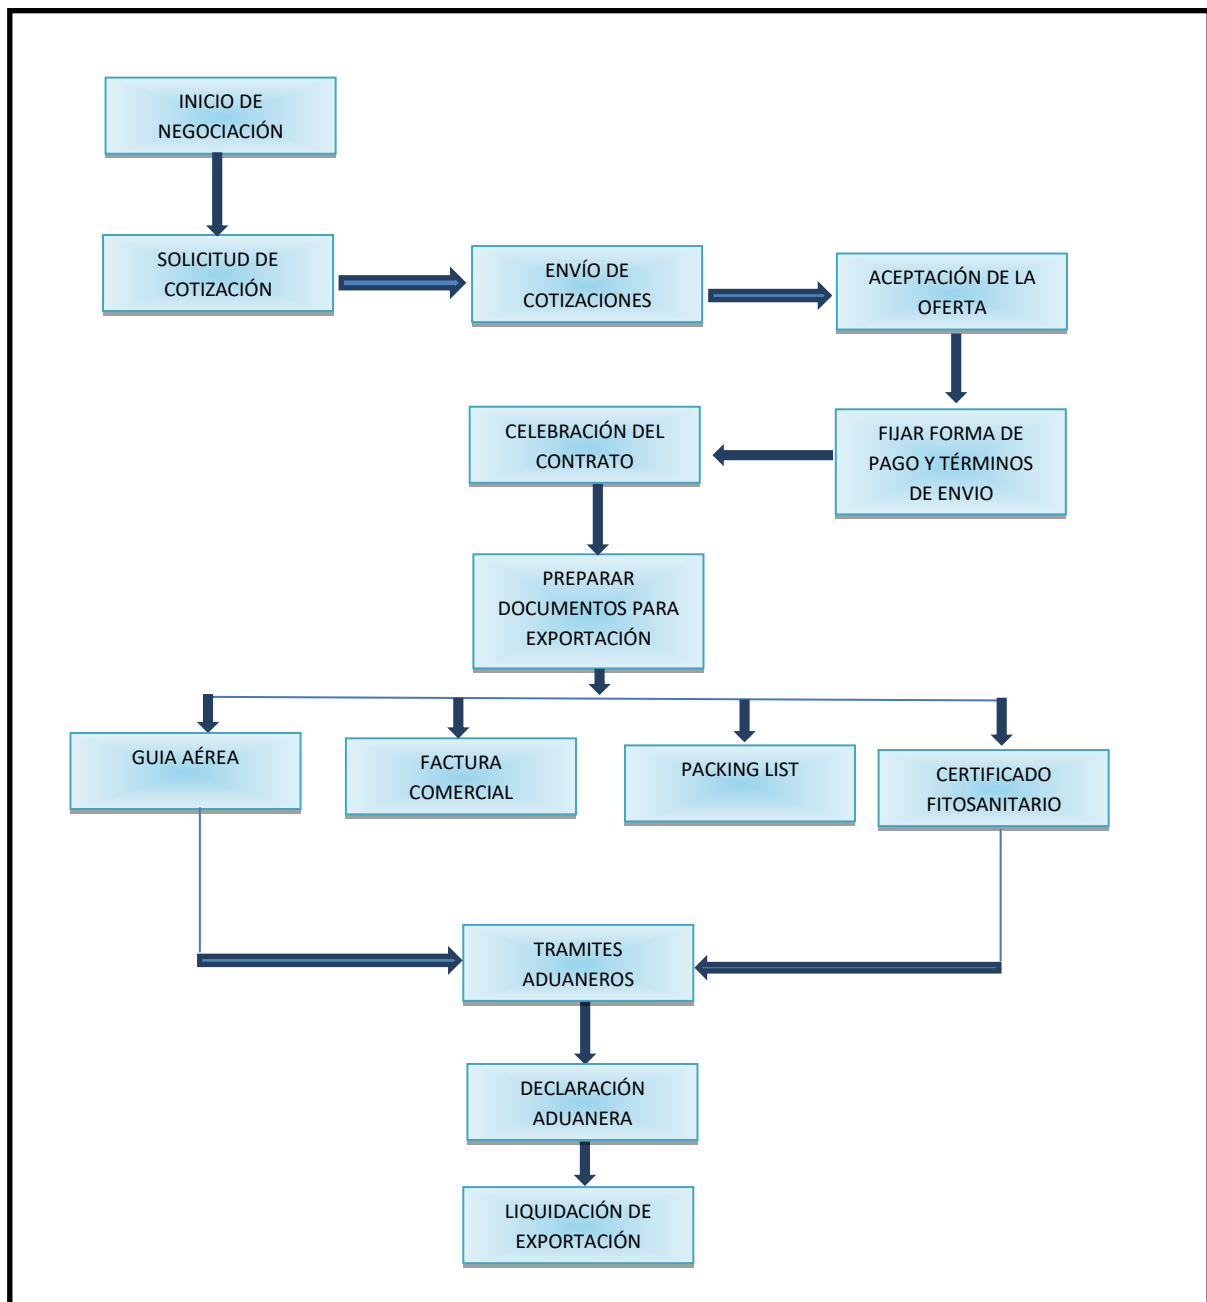 INICIO DE
NEGOCIACIÓN
SOLICITUD DE
COTIZACIÓN
ENVÍO DE
COTIZACIONES
ACEPTACIÓN DE LA
OFERTA
CELEBRACIÓN DEL
CONTRATO
FIJAR FORMA DE
PAGO Y TÉRMINOS
DE ENVIO
PREPARAR
DOCUMENTOS PARA
EXPORTACIÓN
GUIA AÉREA
FACTURA
COMERCIAL
PACKING LIST
CERTIFICADO
FITOSANITARIO
TRAMITES
ADUANEROS
DECLARACIÓN
ADUANERA
LIQUIDACIÓN DE
EXPORTACIÓN